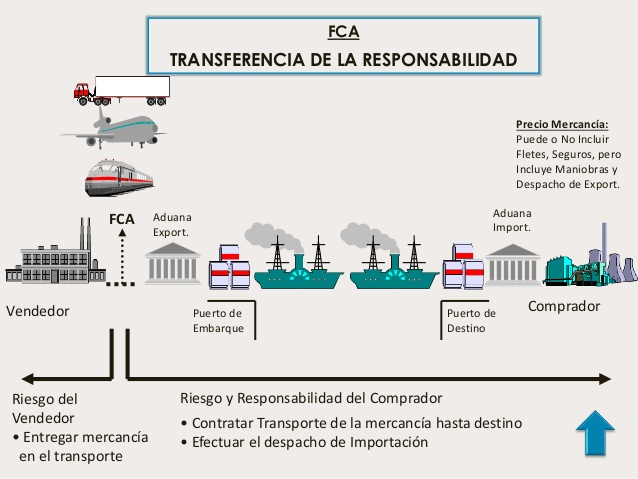 FCA
TRANSFERENCIA DE LA RESPONSABILIDAD
Precio Mercancía:
Puede o No Incluir
Fletes, Seguros, pero
Incluye Maniobras y
Despacho de Export.
FCA
Aduana
Export.
Aduana
Import.
Vendedor
Puerto de
Embarque
Puerto de
Destino
Comprador
Riesgo del
Vendedor
• Entregar mercancía
en el transporte
Riesgo y Responsabilidad del Comprador
• Contratar Transporte de la mercancía hasta destino
• Efectuar el despacho de Importación